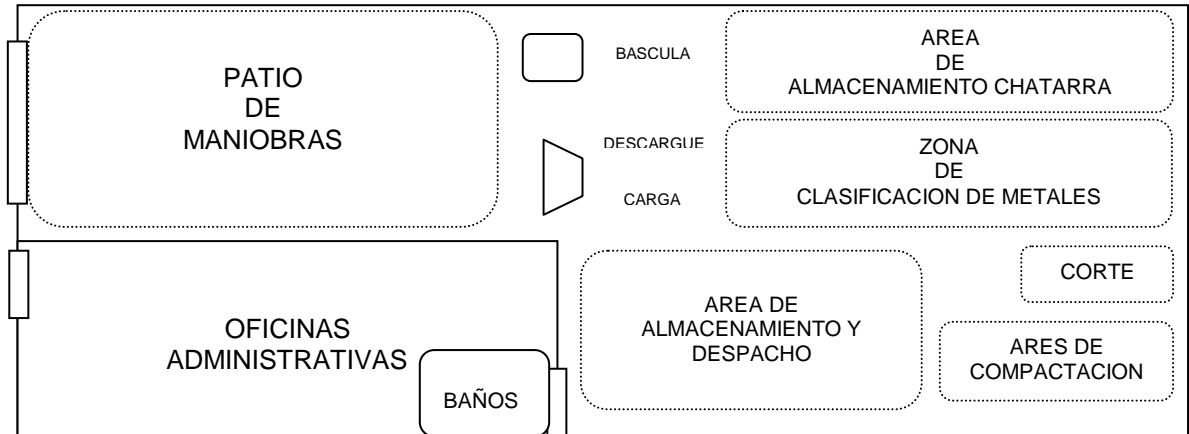 PATIO
DE
MANIOBRAS
BASCULA
AREA
DE
ALMACENAMIENTO CHATARRA
DESCARGUE
CARGA
ZONA
DE
CLASIFICACION DE METALES
OFICINAS
ADMINISTRATIVAS
BAÑOS
AREA DE
ALMACENAMIENTO Y
DESPACHO
CORTE
ARES DE
COMPACTACION